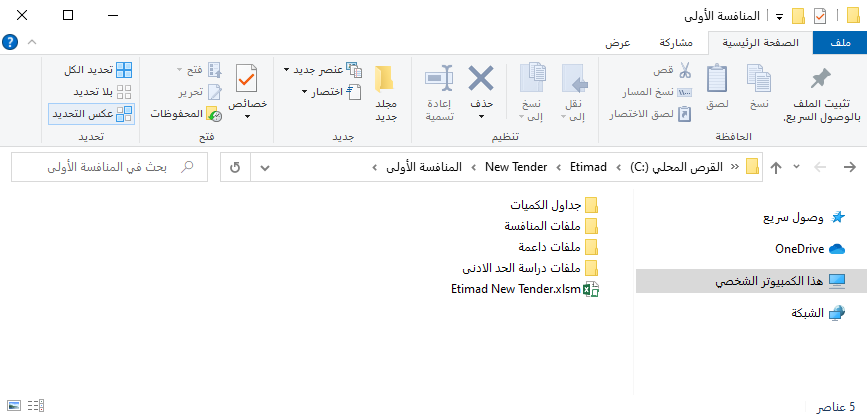 المنافسة الأولى
ملف
الصفحة الرئيسية
مشاركة
عرض
تثبيت الملف بالوصول السريع.
نسخ
لصق
قص
نسخ المسار
لصق الاختصار
الحافظة
نقل إلى
نسخ إلى
حذف
إعادة تسمية
تنظيم
مجلد جديد
عنصر جديد
اختصار
جديد
خصائص
فتح
تحرير
المحفوظات
فتح
تحديد الكل
بلا تحديد
عكس التحديد
تحديد
القرص المحلي (C:) Etimad New Tender المنافسة الأولى
بحث في المنافسة الأولى
وصول سريع
OneDrive
هذا الكمبيوتر الشخصي
الشبكة
جداول الكميات
ملفات المنافسة
ملفات داعمة
ملفات دراسة الحد الادنى
Etimad New Tender.xlsm
5 عناصر